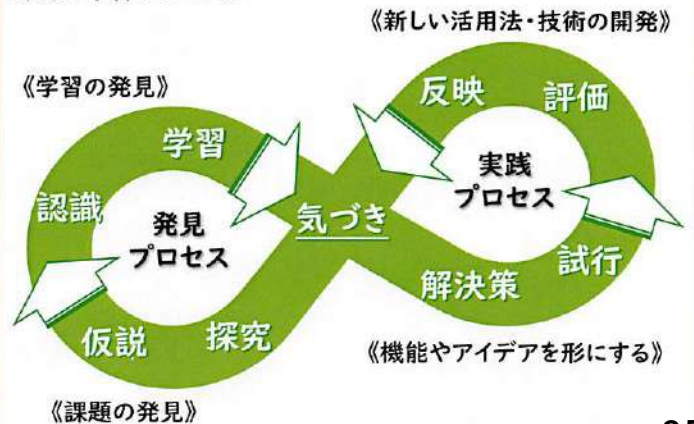 《新しい活用法・技術の開発》
《学習の発見》
反映
評価
学習
実践
プロセス
認識
発見
プロセス
気づき
解決策
試行
仮説
探究
《機能やアイデアを形にする》
《課題の発見》